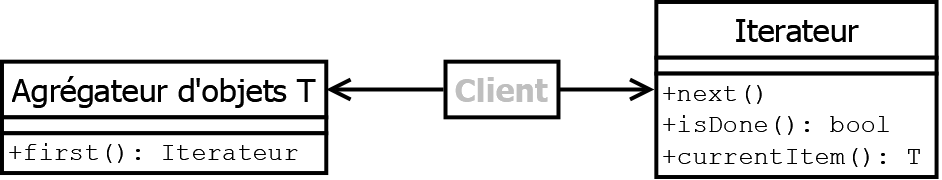 Agrégateur d'objets T
+first(): Iterateur
Client
Iterateur
+next()
+isDone(): bool
+currentItem(): T